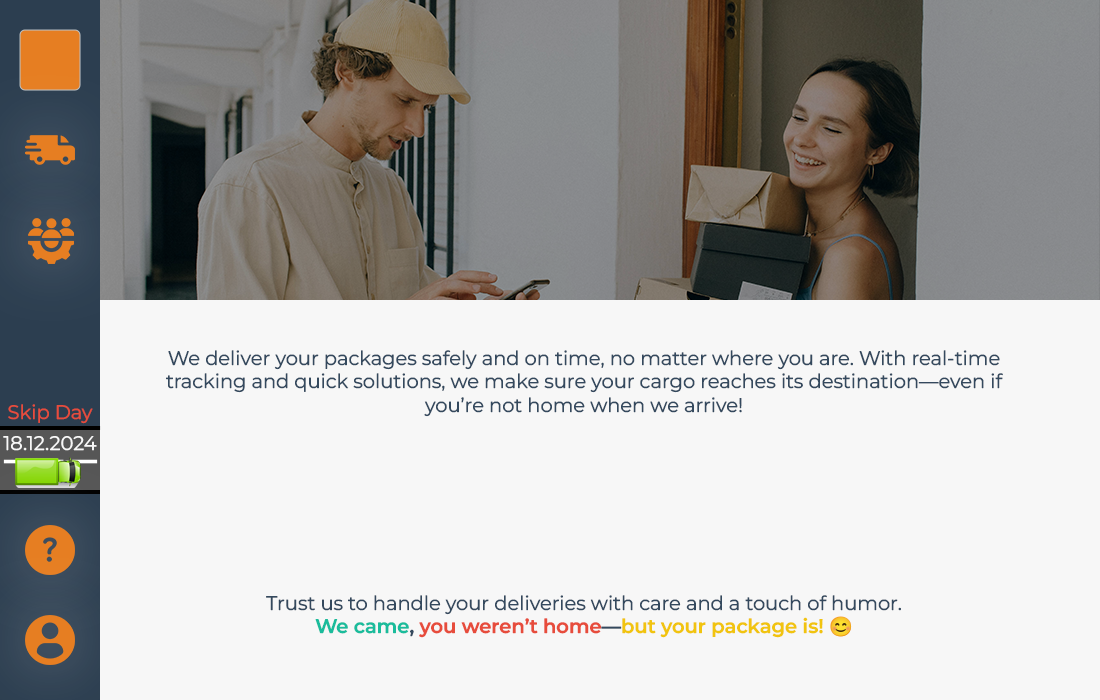 Skip Day
18.12.2024
?
We deliver your packages safely and on time, no matter where you are. With real-time
tracking and quick solutions, we make sure your cargo reaches its destination—even if
you’re not home when we arrive!
Trust us to handle your deliveries with care and a touch of humor.
We came, you weren’t home—but your package is! 😊